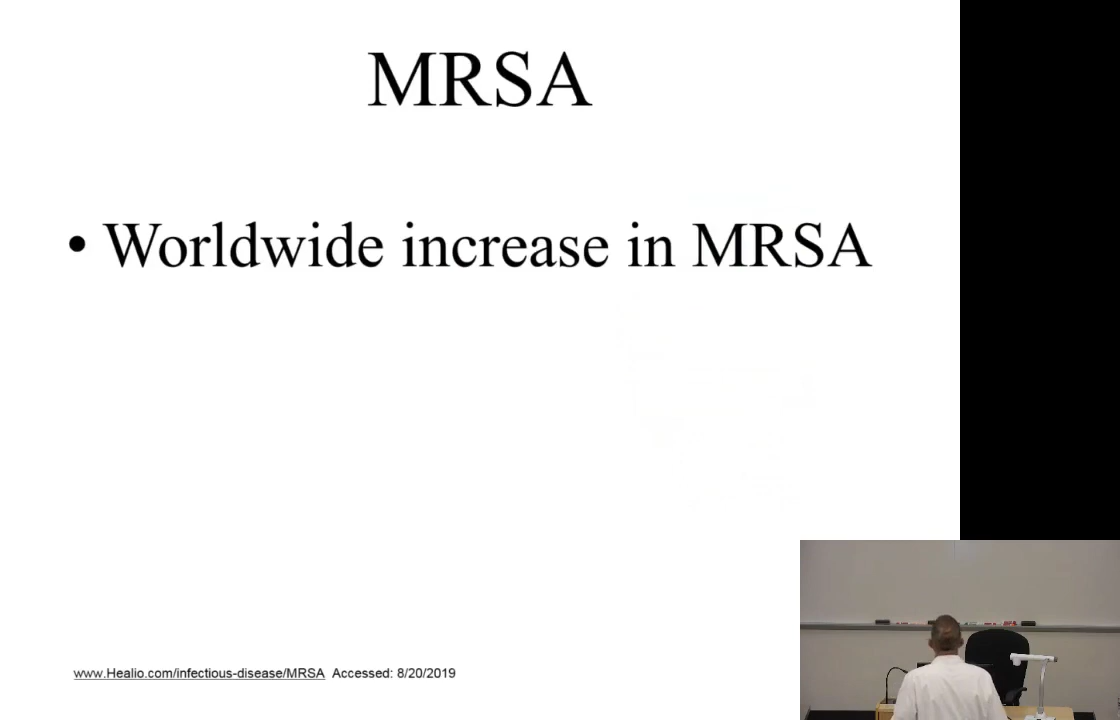 MRSA
• Worldwide increase in MRSA
www.Healio.com/infectious-disease/MRSA Accessed: 8/20/2019